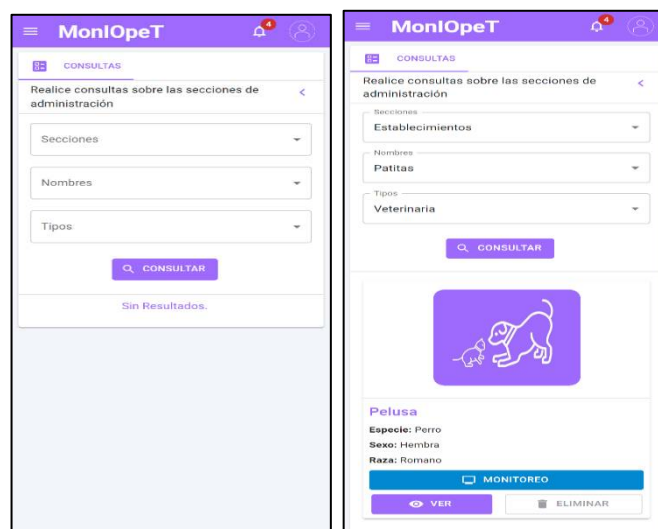 MonIOpeT
4
CONSULTAS
Realice consultas sobre las secciones de
administración
Secciones
Nombres
Tipos
CONSULTAR
Sin Resultados.
MonIOpeT
4
CONSULTAS
Realice consultas sobre las secciones de
administración
Secciones
Establecimientos
Nombres
Patitas
Tipos
Veterinaria
CONSULTAR
Pelusa
Especie: Perro
Sexo: Hembra
Raza: Romano
MONITOREO
VER
ELIMINAR